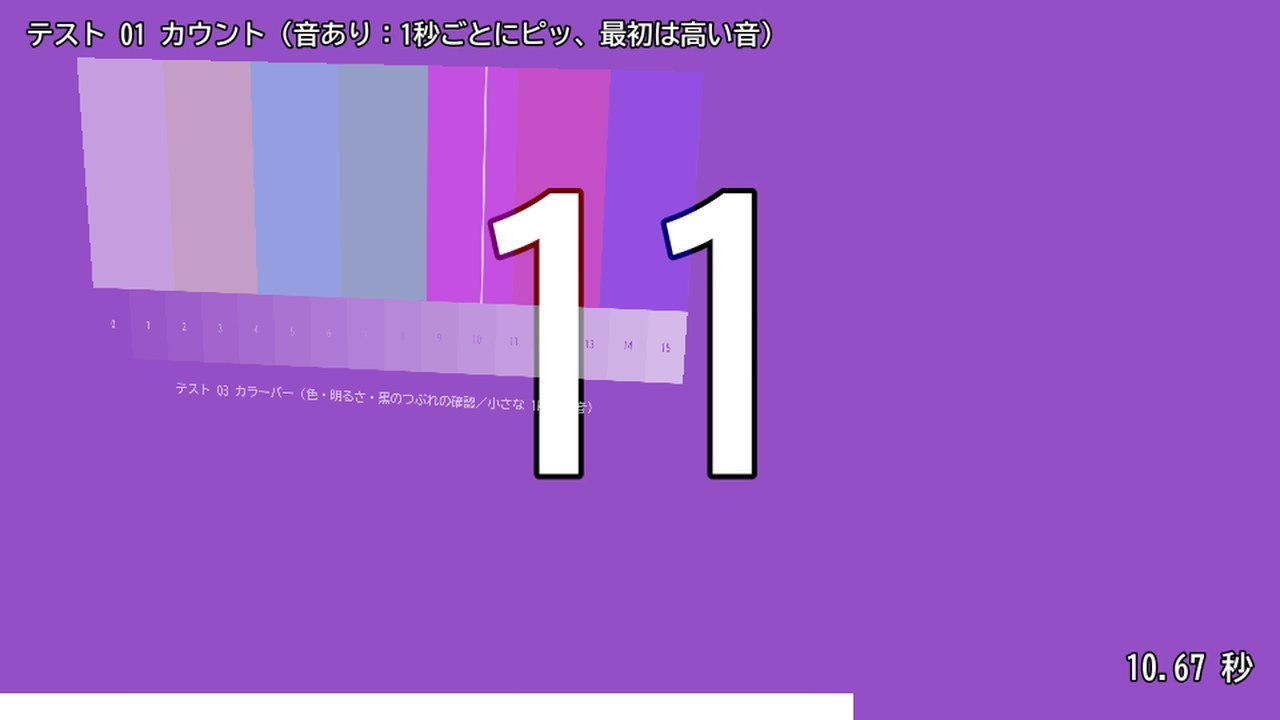 テスト 01 カウント（音あり：1秒ごとにピッ、最初は高い音）
11
0 1 2 3 4 5 6 9 10 11 13 14 15
テスト 03 カラーバー（色・明るさ・黒のつぶれの確認／小さな 音）
10.67 秒